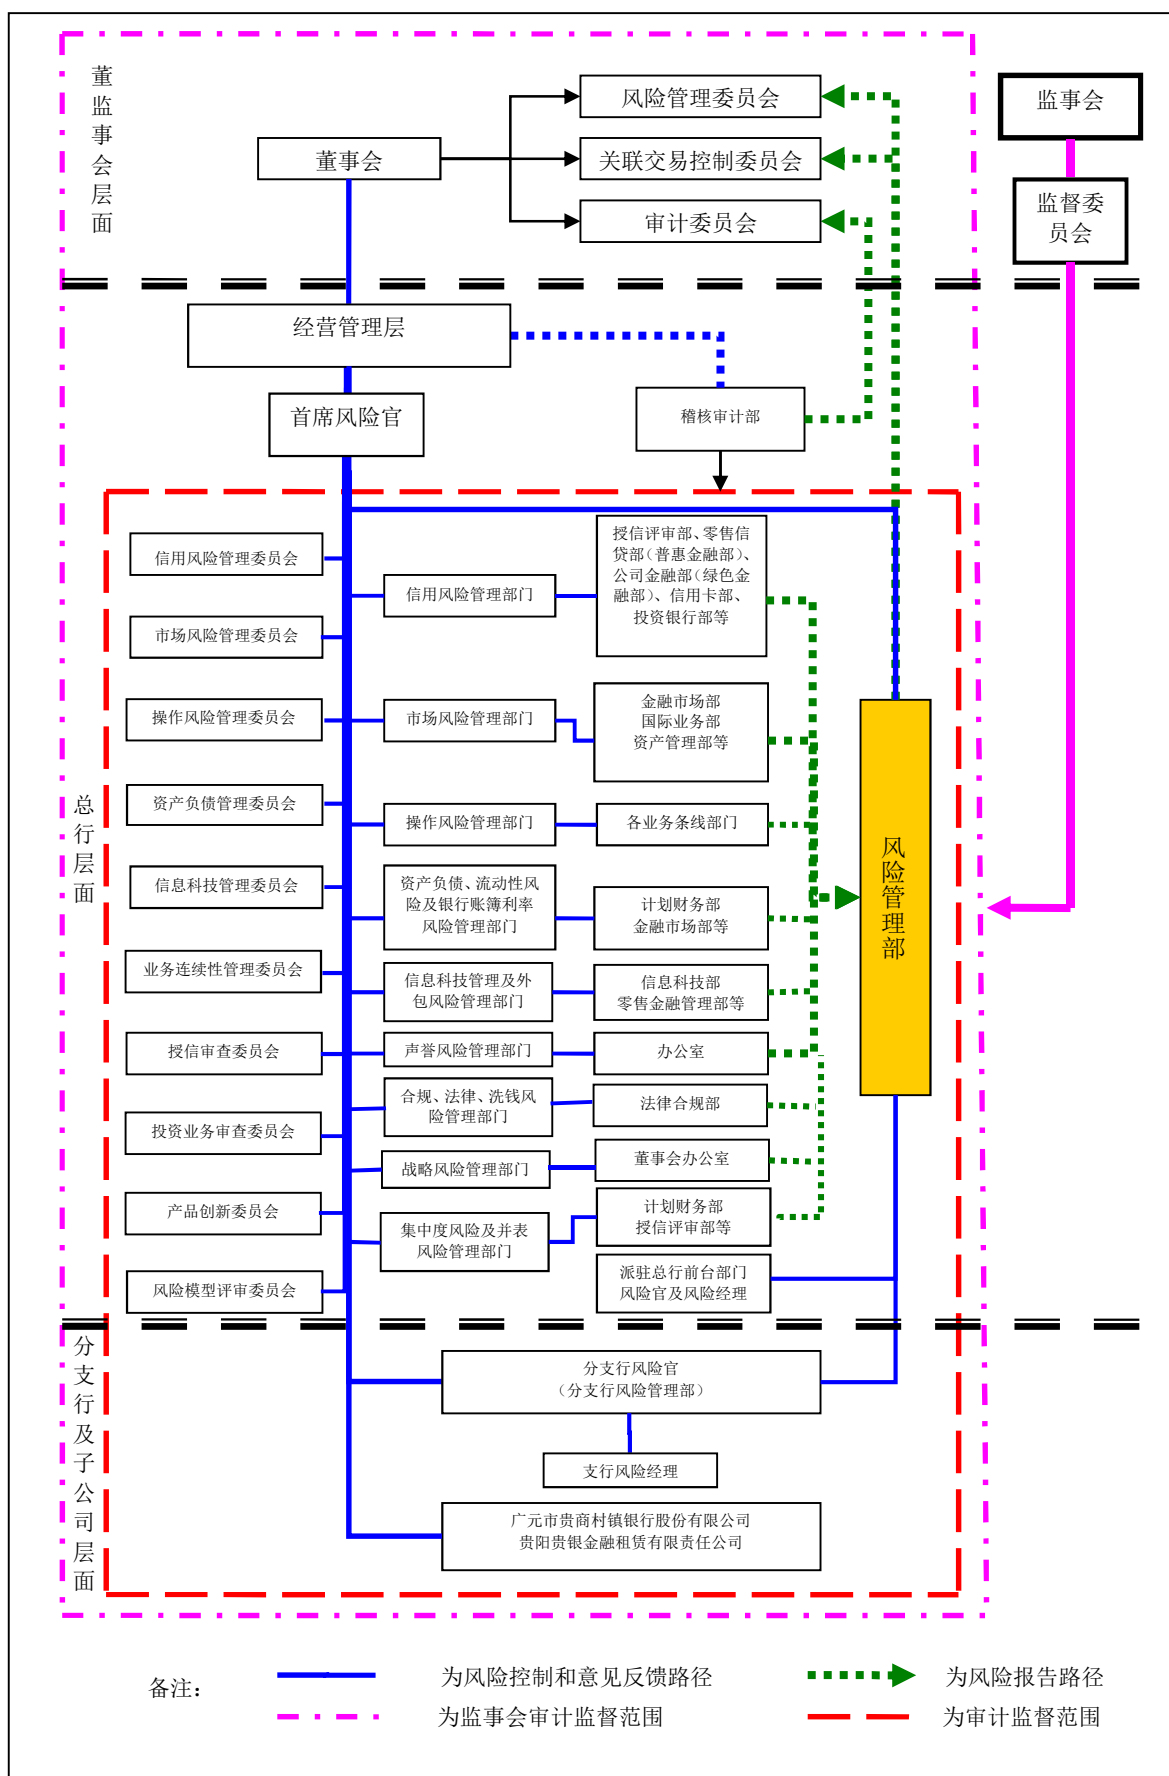 董监事会层面
风险管理委员会
监事会
董事会
关联交易控制委员会
审计委员会
监督委
员会
经营管理层
首席风险官
稽核审计部
总行层面
信用风险管理委员会
市场风险管理委员会
操作风险管理委员会
资产负债管理委员会
信息科技管理委员会
业务连续性管理委员会
授信审查委员会
投资业务审查委员会
产品创新委员会
风险模型评审委员会
信用风险管理部门
授信评审部、零售信
贷部(普惠金融部)、
公司金融部(绿色金
融部)、信用卡部、
投资银行部等
市场风险管理部门
金融市场部
国际业务部
资产管理部等
操作风险管理部门
各业务条线部门
资产负债、流动性风
险及银行账簿利率
风险管理部门
计划财务部
金融市场部等
信息科技管理及外
包风险管理部门
信息科技部
零售金融管理部等
声誉风险管理部门
办公室
合规、法律、洗钱风
险管理部门
法律合规部
战略风险管理部门
董事会办公室
集中度风险及并表
风险管理部门
计划财务部
授信评审部等
派驻总行前台部门
风险官及风险经理
风险管理部
分支行及子公司层面
分支行风险官
(分支行风险管理部)
支行风险经理
广元市贵商村镇银行股份有限公司
贵阳贵银金融租赁有限责任公司
备注:
为风险控制和意见反馈路径
为风险报告路径
为监事会审计监督范围
为审计监督范围